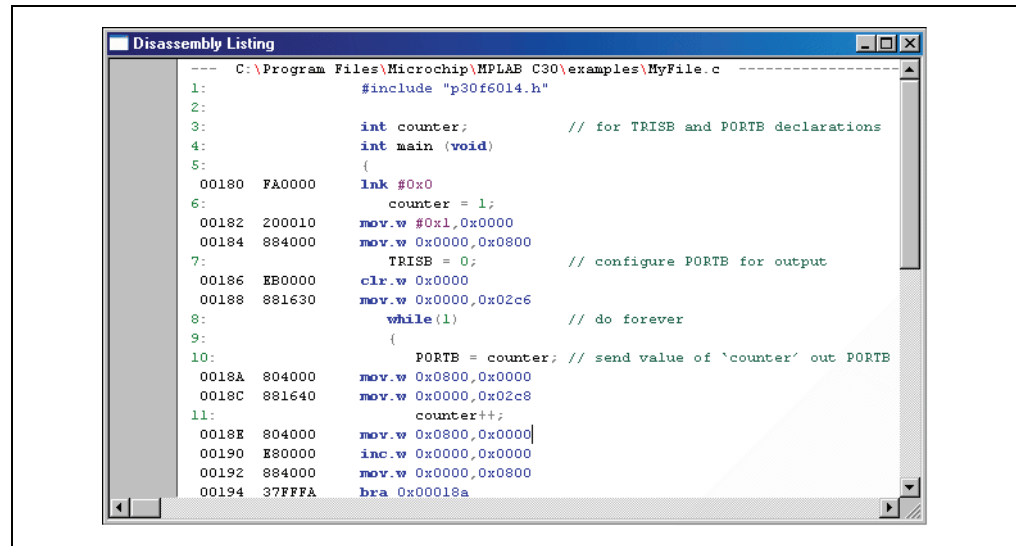 Disassembly Listing
--- C:\Program Files\Microchip\MPLAB C30\examples\MyFile.c ------------------
1: #include "p30f6014.h"
2:
3: int counter; // for TRISB and PORTB declarations
4: int main (void)
5: {
00180 FA0000 lnk #0x0
6: counter = 1;
00182 200010 mov.w #0x1,0x0000
00184 884000 mov.w 0x0000,0x0800
7: TRISB = 0; // configure PORTB for output
00186 EB0000 clr.w 0x0000
00188 881630 mov.w 0x0000,0x02c6
8: while(1) // do forever
9: {
10: PORTB = counter; // send value of `counter´ out PORTB
0018A 804000 mov.w 0x0800,0x0000
0018C 881640 mov.w 0x0000,0x02c8
11: counter++;
0018E 804000 mov.w 0x0800,0x0000
00190 E80000 inc.w 0x0000,0x0000
00192 884000 mov.w 0x0000,0x0800
00194 37FFFA bra 0x00018a